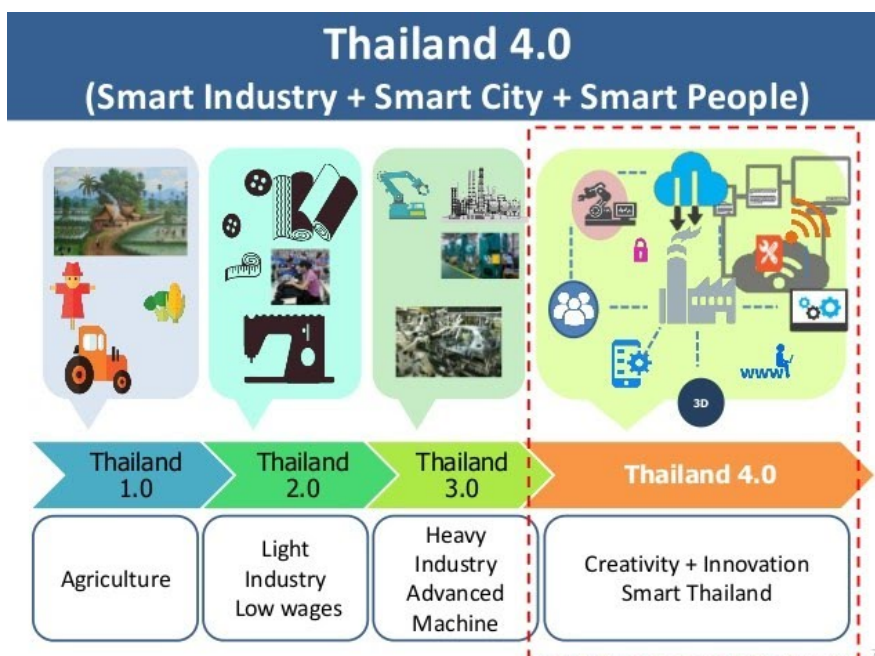 Thailand 4.0
(Smart Industry + Smart City + Smart People)
www
3D
Thailand
1.0
Thailand
2.0
Thailand
3.0
Thailand 4.0
Agriculture
Light
Industry
Low wages
Heavy
Industry
Advanced
Machine
Creativity + Innovation
Smart Thailand